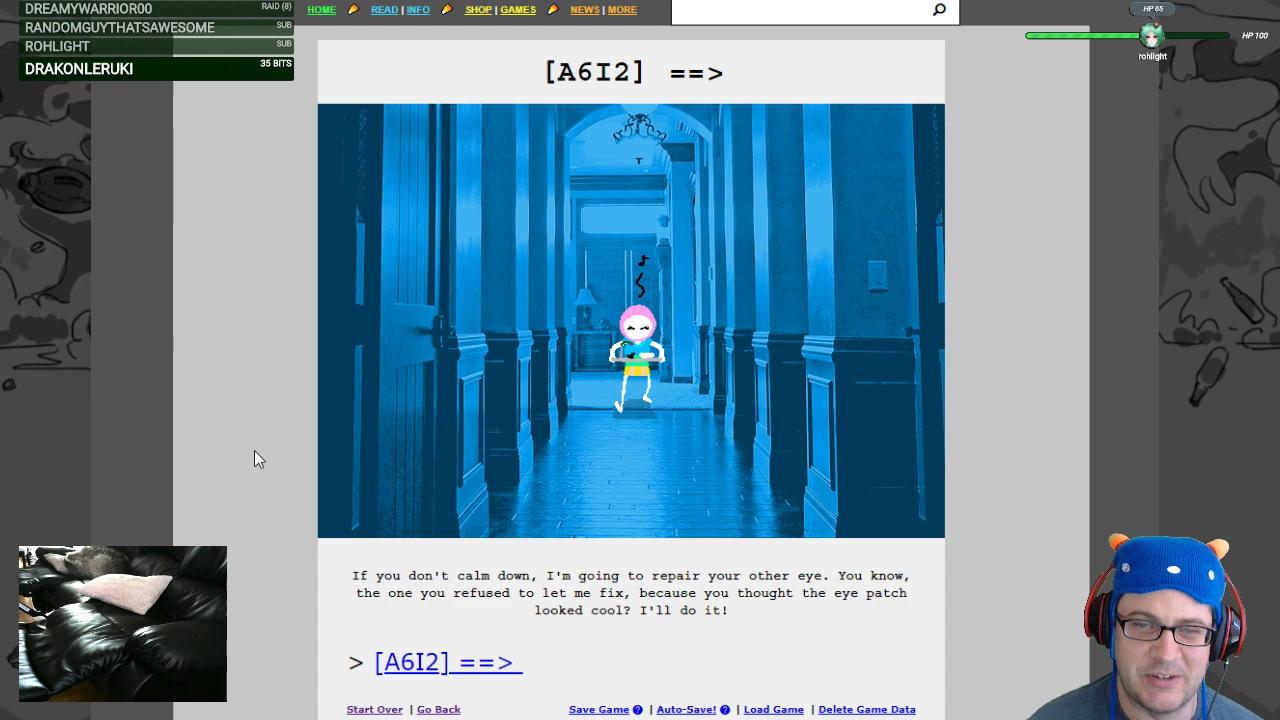 DREAMYWARRIOR00 RAID (8)
RANDOMGUYTHATSAWESOME SUB
ROHLIGHT SUB
DRAKONLERUKI 35 BITS
HOME READ | INFO SHOP | GAMES NEWS | MORE
HP 65
HP 100
rohlight
[A6I2] ==>
If you don't calm down, I'm going to repair your other eye. You know,
the one you refused to let me fix, because you thought the eye patch
looked cool? I'll do it!
> [A6I2] ==>
Start Over | Go Back Save Game ? | Auto-Save! ? | Load Game | Delete Game Data